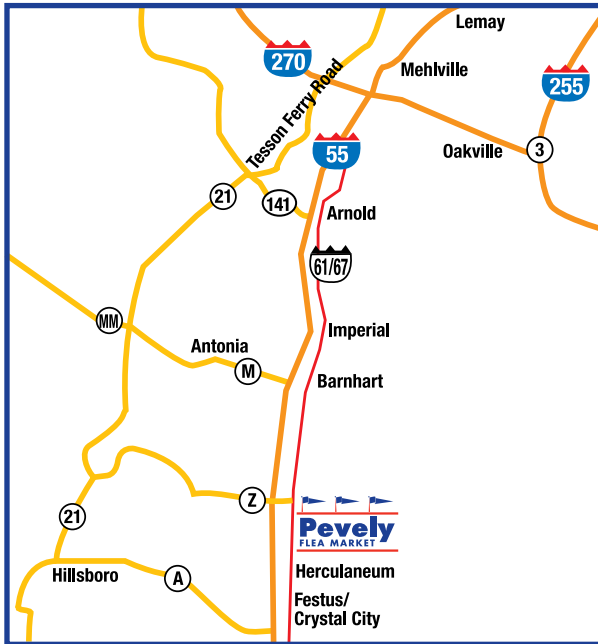 Lemay
270
Mehlville
255
Tesson Ferry Road
55
Oakville
3
21
141
Arnold
61/67
MM
Imperial
Antonia
M
Barnhart
Z
Pevely
FLEA MARKET
21
Herculaneum
Hillsboro
A
Festus/
Crystal City